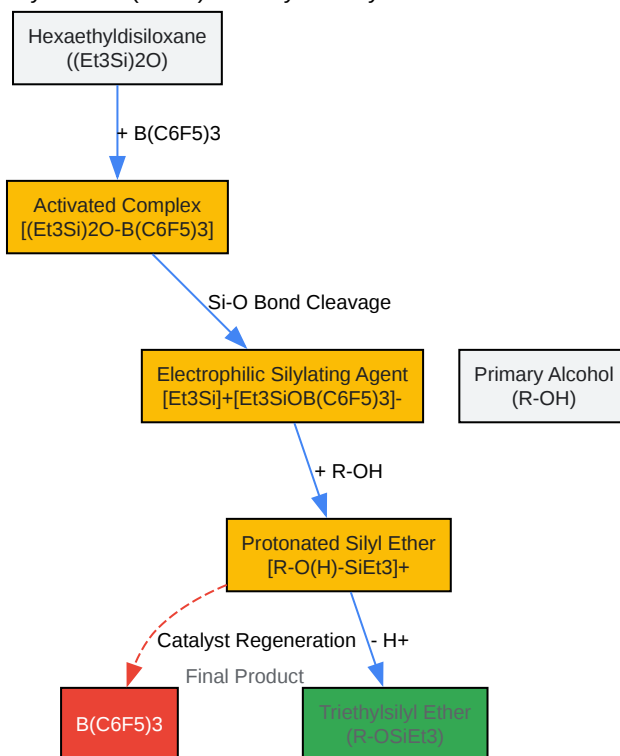 Hexaethyldisiloxane
((Et3Si)2O)
+ B(C6F5)3
Activated Complex
[(Et3Si)2O-B(C6F5)3]
Si-O Bond Cleavage
Electrophilic Silylating Agent
[Et3Si]+[Et3SiOB(C6F5)3]-
Primary Alcohol
(R-OH)
+ R-OH
Protonated Silyl Ether
[R-O(H)-SiEt3]+
Catalyst Regeneration
- H+
Final Product
B(C6F5)3
Triethylsilyl Ether
(R-OSiEt3)